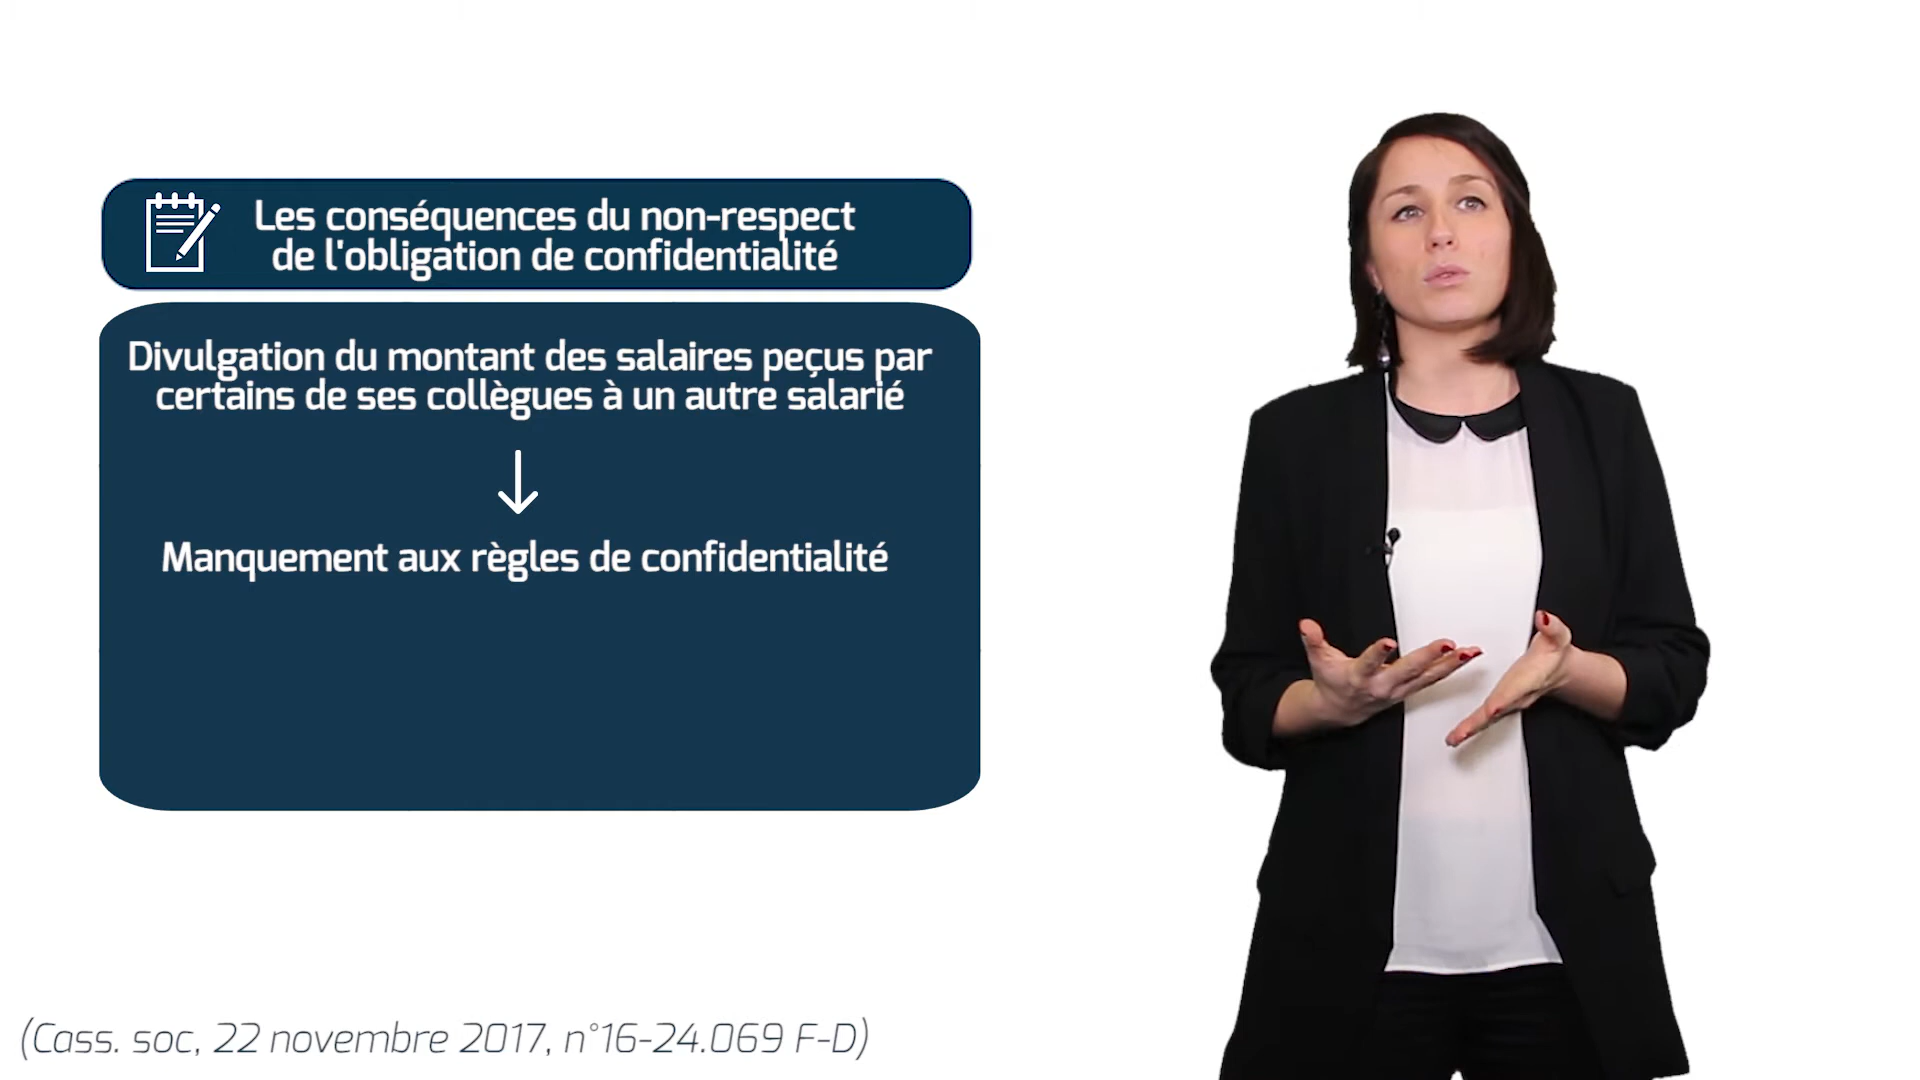 Les conséquences du non-respect
de l'obligation de confidentialité
Divulgation du montant des salaires peçus par
certains de ses collègues à un autre salarié
Manquement aux règles de confidentialité
(Cass. soc, 22 novembre 2017, n°16-24.069 F-D)